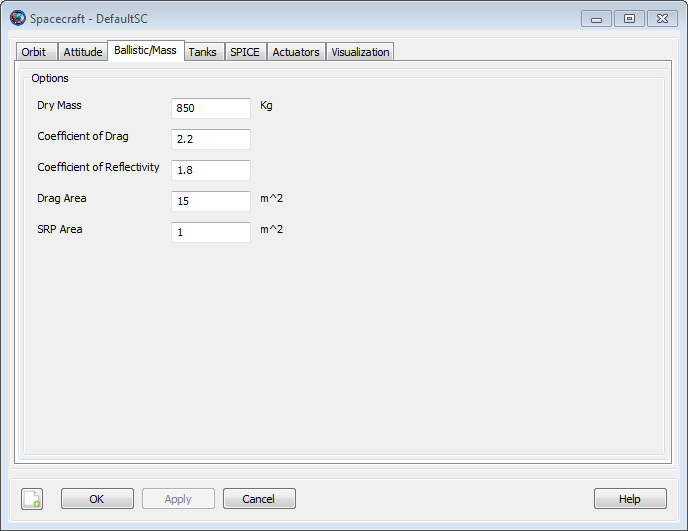 Spacecraft - DefaultSC
Orbit Attitude Ballistic/Mass Tanks SPICE Actuators Visualization
Options
Dry Mass 850 Kg
Coefficient of Drag 2.2
Coefficient of Reflectivity 1.8
Drag Area 15 m^2
SRP Area 1 m^2
OK Apply Cancel Help